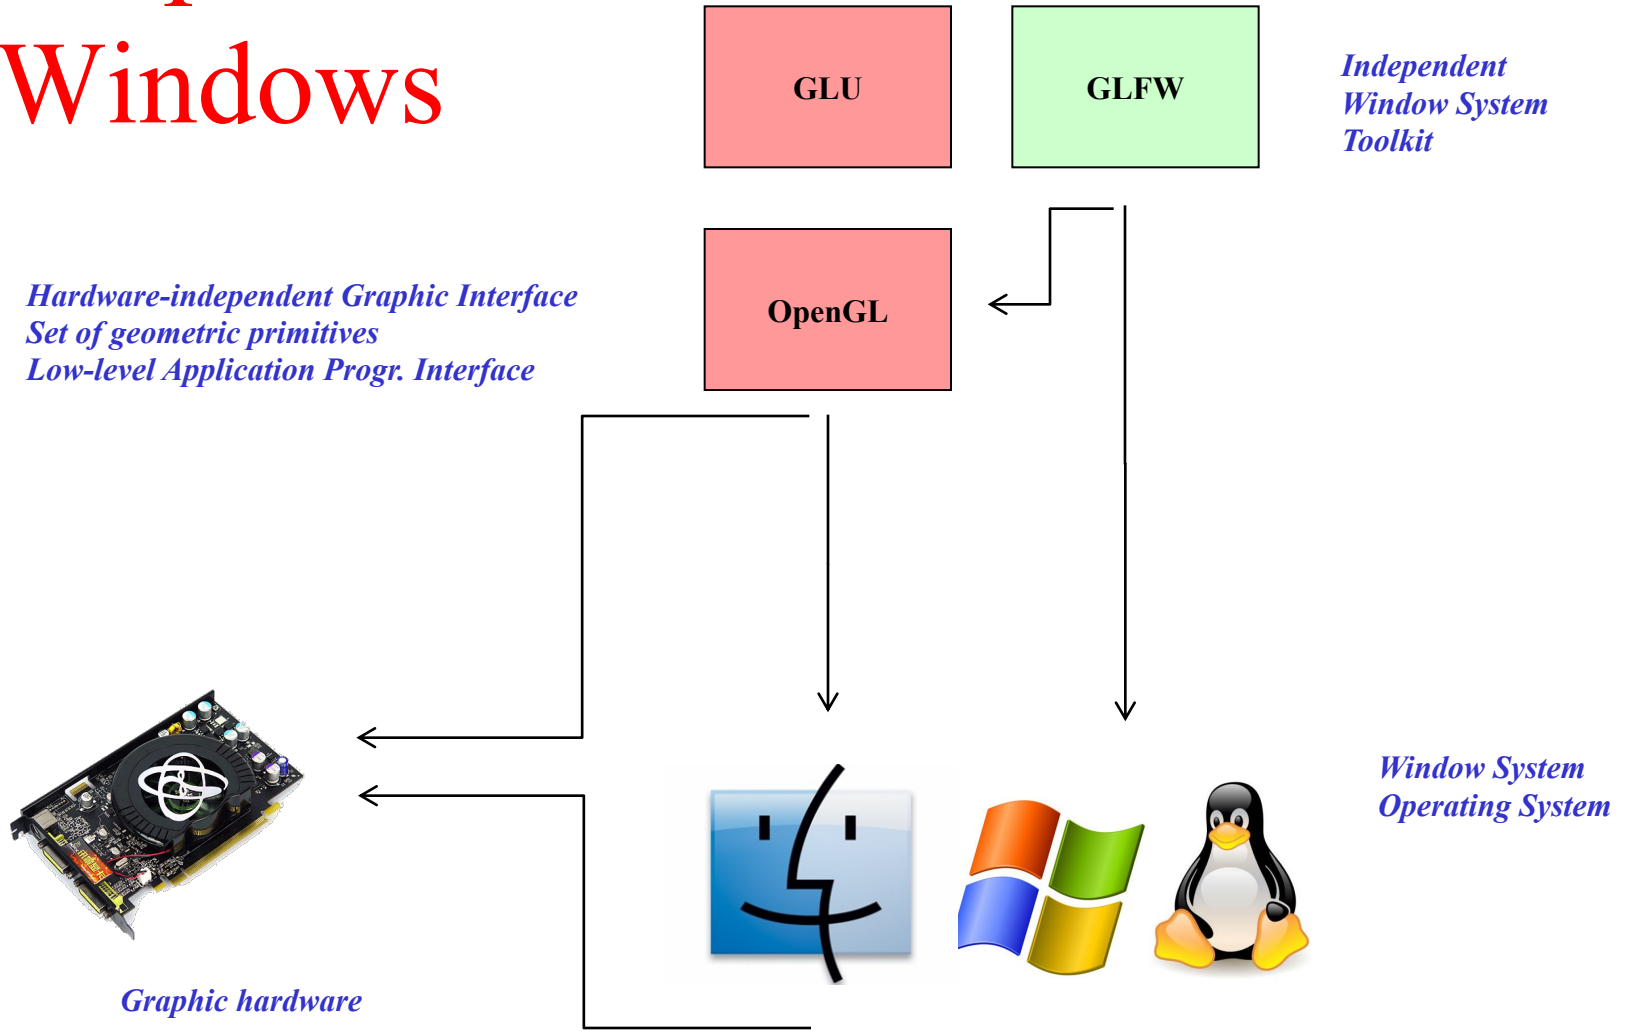 Windows
GLU
GLFW
Independent
Window System
Toolkit
OpenGL
Hardware-independent Graphic Interface
Set of geometric primitives
Low-level Application Progr. Interface
Window System
Operating System
Graphic hardware